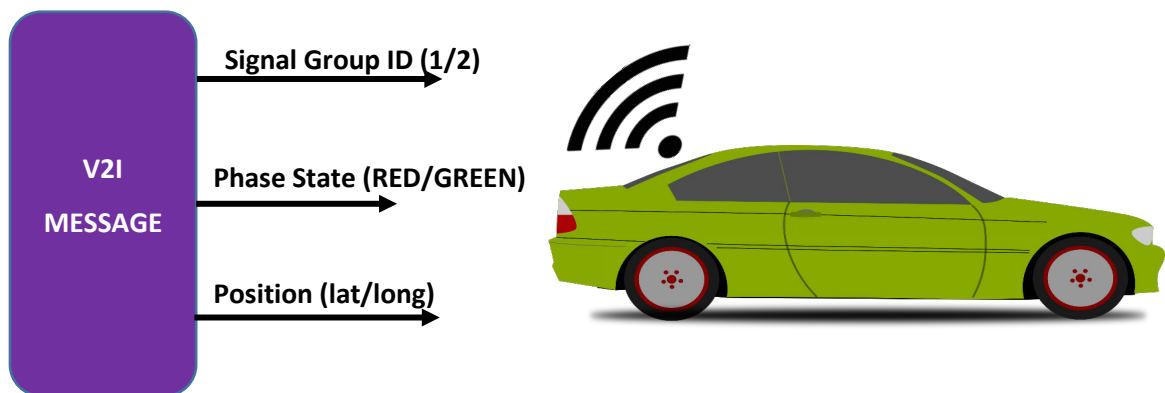 V2I
MESSAGE
Signal Group ID (1/2)
Phase State (RED/GREEN)
Position (lat/long)